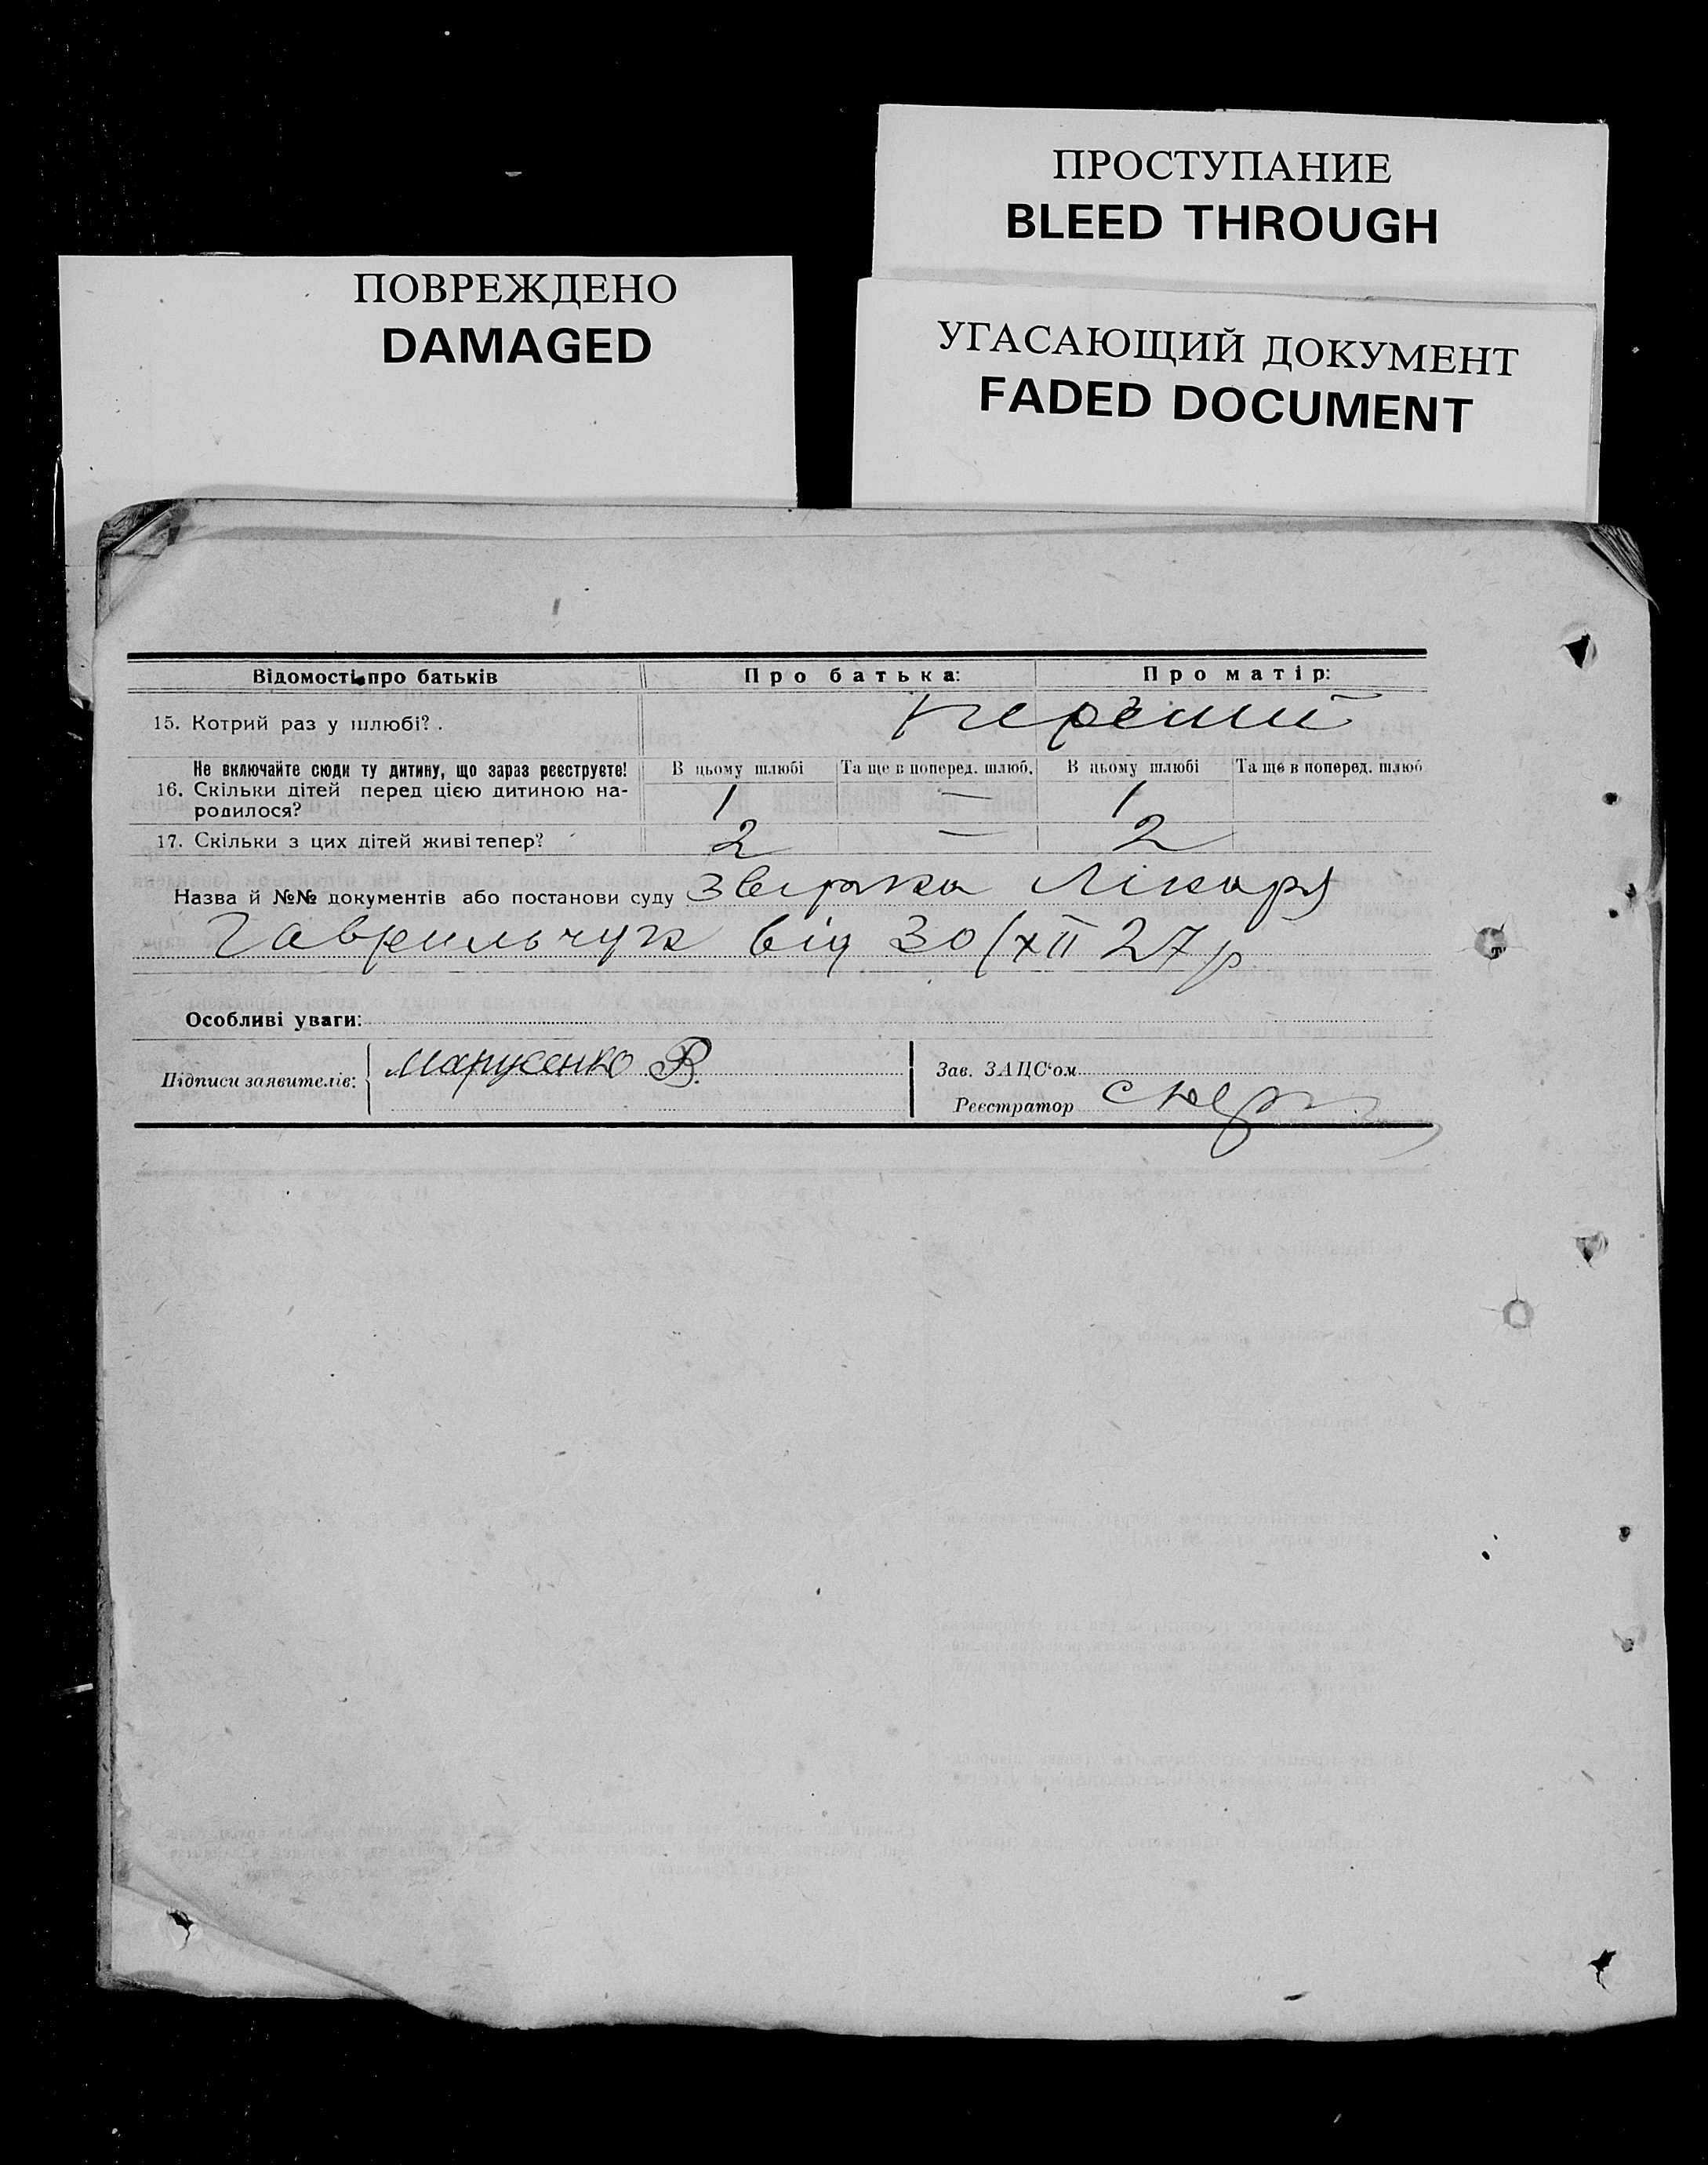 ПРОСТУПАНИЕ
BLEED THROUGH
ПОВРЕЖДЕНО
DAMAGED
УГАСАЮЩИЙ ДОКУМЕНТ
FADED DOCUMENT
Відомості про батьків Про батька: Про матір:
15. Котрий раз у шлюбі? Перший
Не включайте сюди ту дитину, що зараз реєструєте! В цьому шлюбі Та ще в поперед. шлюб. В цьому шлюбі Та ще в поперед. шлюб
16. Скільки дітей перед цією дитиною на-
родилося? 1 — 1
17. Скільки з цих дітей живі тепер? 2 — 2
Назва й №№ документів або постанови суду Лікаря
Гаврильчук від 30/XII 27р
Особливі уваги:
Підписи заявителів: Марусенко В. Зав. ЗАЦС'ом
Реєстратор